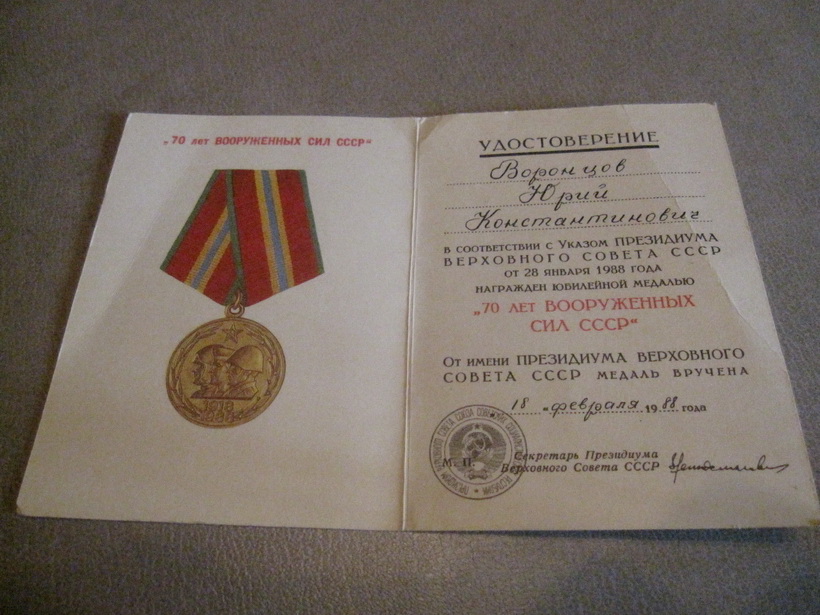 „70 лет ВООРУЖЕННЫХ СИЛ СССР“
УДОСТОВЕРЕНИЕ
Воронцов
Юрий
Константинович
В СООТВЕТСТВИИ С УКАЗОМ ПРЕЗИДИУМА
ВЕРХОВНОГО СОВЕТА СССР
ОТ 28 ЯНВАРЯ 1988 ГОДА
НАГРАЖДЕН ЮБИЛЕЙНОЙ МЕДАЛЬЮ
„70 ЛЕТ ВООРУЖЕННЫХ
СИЛ СССР“
ОТ ИМЕНИ ПРЕЗИДИУМА ВЕРХОВНОГО
СОВЕТА СССР МЕДАЛЬ ВРУЧЕНА
18 „ февраля 1988 года
М. П.
Секретарь Президиума
Верховного Совета СССР